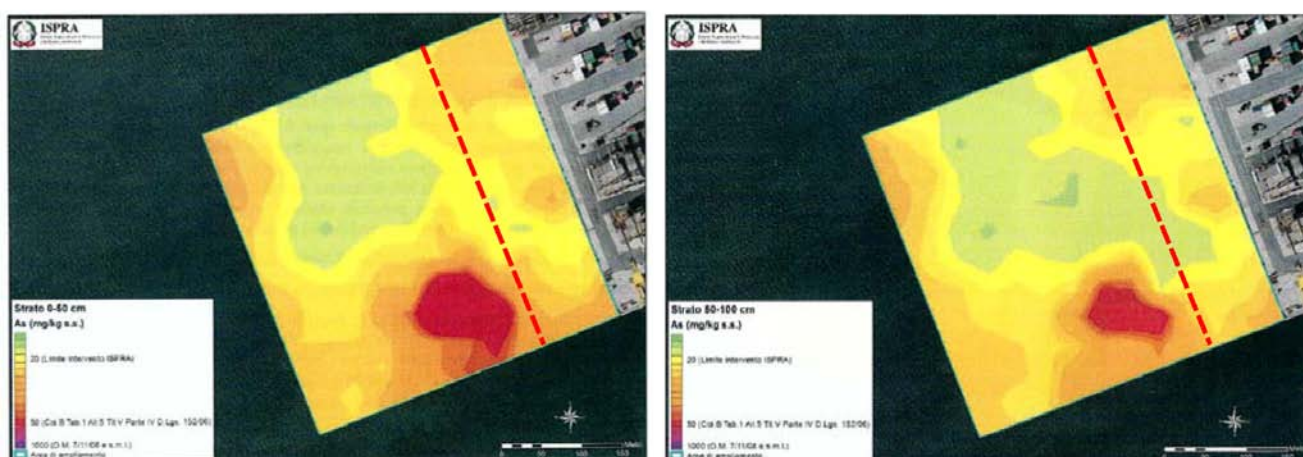 ISPRA
Strato 0-50 cm
As (mg/kg s.s.)
20 (Limite intervento ISPRA)
50 (Col B Tab.1 All.5 Tit.V Parte IV D.Lgs. 152/06)
1000 (D.M. 7/11/08 e s.m.i.)
Area di ampliamento
ISPRA
Strato 50-100 cm
As (mg/kg s.s.)
20 (Limite intervento ISPRA)
50 (Col B Tab.1 All.5 Tit.V Parte IV D.Lgs. 152/06)
1000 (D.M. 7/11/08 e s.m.i.)
Area di ampliamento